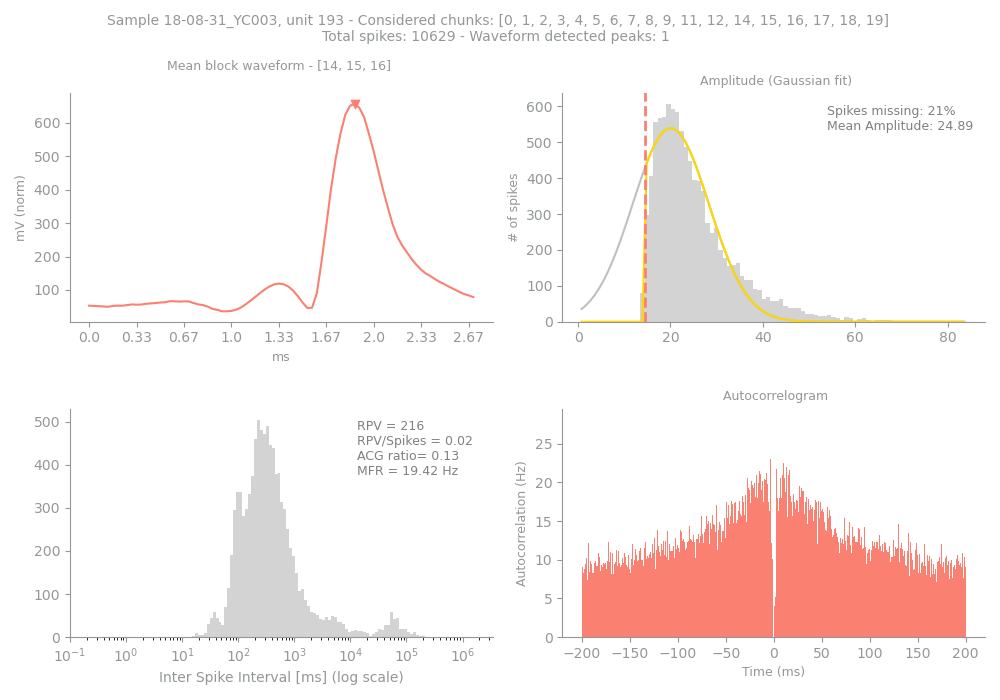 Sample 18-08-31_YC003, unit 193 - Considered chunks: [0, 1, 2, 3, 4, 5, 6, 7, 8, 9, 11, 12, 14, 15, 16, 17, 18, 19]
Total spikes: 10629 - Waveform detected peaks: 1
Mean block waveform - [14, 15, 16]
600
500
400
300
200
100
mV (norm)
0.0 0.33 0.67 1.0 1.33 1.67 2.0 2.33 2.67
ms
Amplitude (Gaussian fit)
Spikes missing: 21%
Mean Amplitude: 24.89
600
500
400
300
200
100
0
# of spikes
0 20 40 60 80
500
400
300
200
100
0
RPV = 216
RPV/Spikes = 0.02
ACG ratio= 0.13
MFR = 19.42 Hz
10⁻¹ 10⁰ 10¹ 10² 10³ 10⁴ 10⁵ 10⁶
Inter Spike Interval [ms] (log scale)
Autocorrelogram
25
20
15
10
5
0
Autocorrelation (Hz)
−200 −150 −100 −50 0 50 100 150 200
Time (ms)